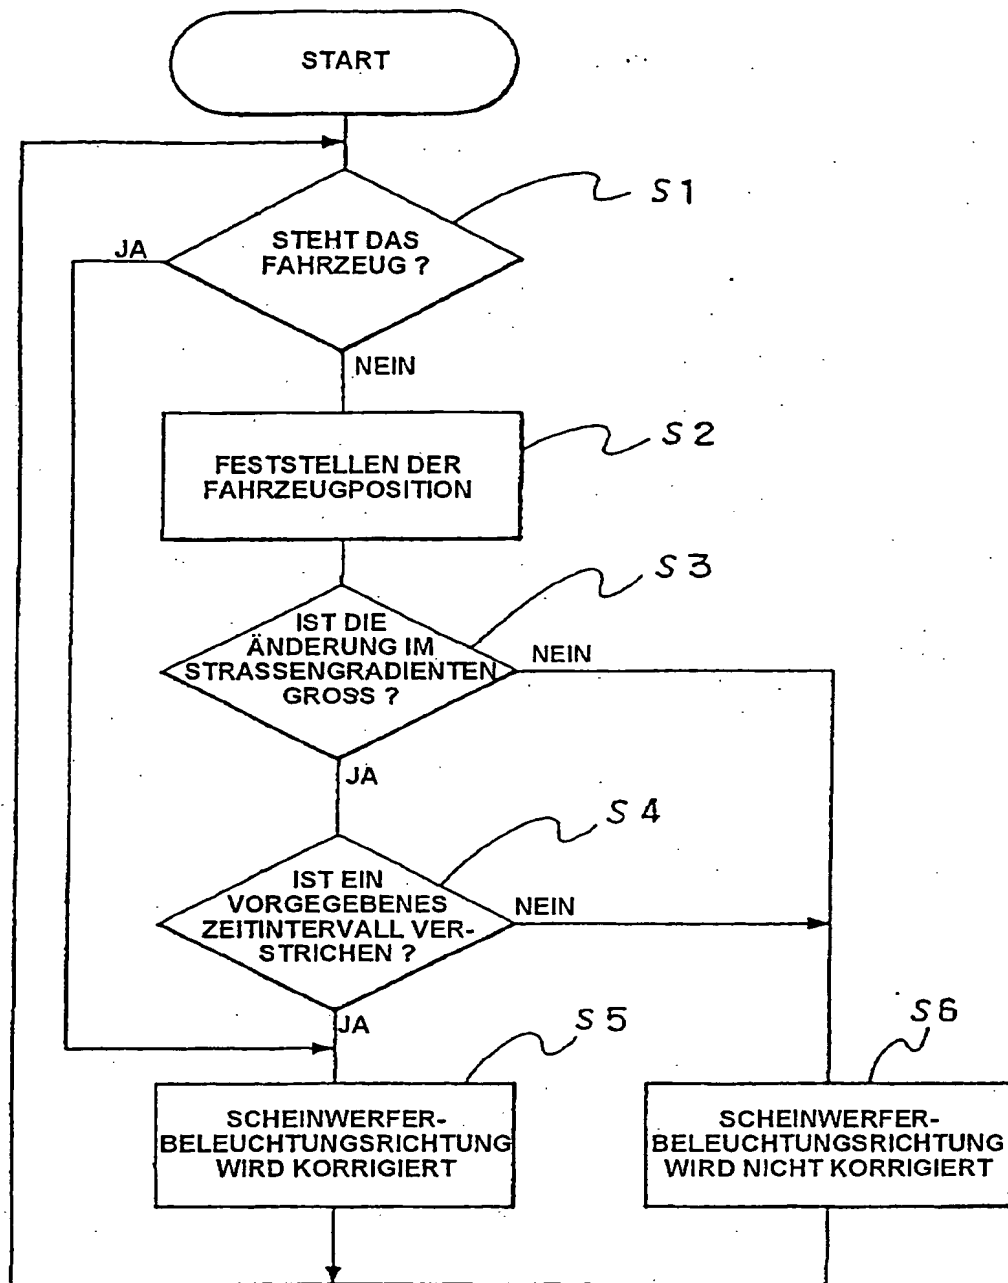 START
S1
STEHT DAS
FAHRZEUG ?
JA
NEIN
S2
FESTSTELLEN DER
FAHRZEUGPOSITION
S3
IST DIE
ÄNDERUNG IM
STRASSENGRADIENTEN
GROSS ?
NEIN
JA
S4
IST EIN
VORGEGEBENES
ZEITINTERVALL VER-
STRICHEN ?
NEIN
JA
S5
SCHEINWERFER-
BELEUCHTUNGSRICHTUNG
WIRD KORRIGIERT
S6
SCHEINWERFER-
BELEUCHTUNGSRICHTUNG
WIRD NICHT KORRIGIERT